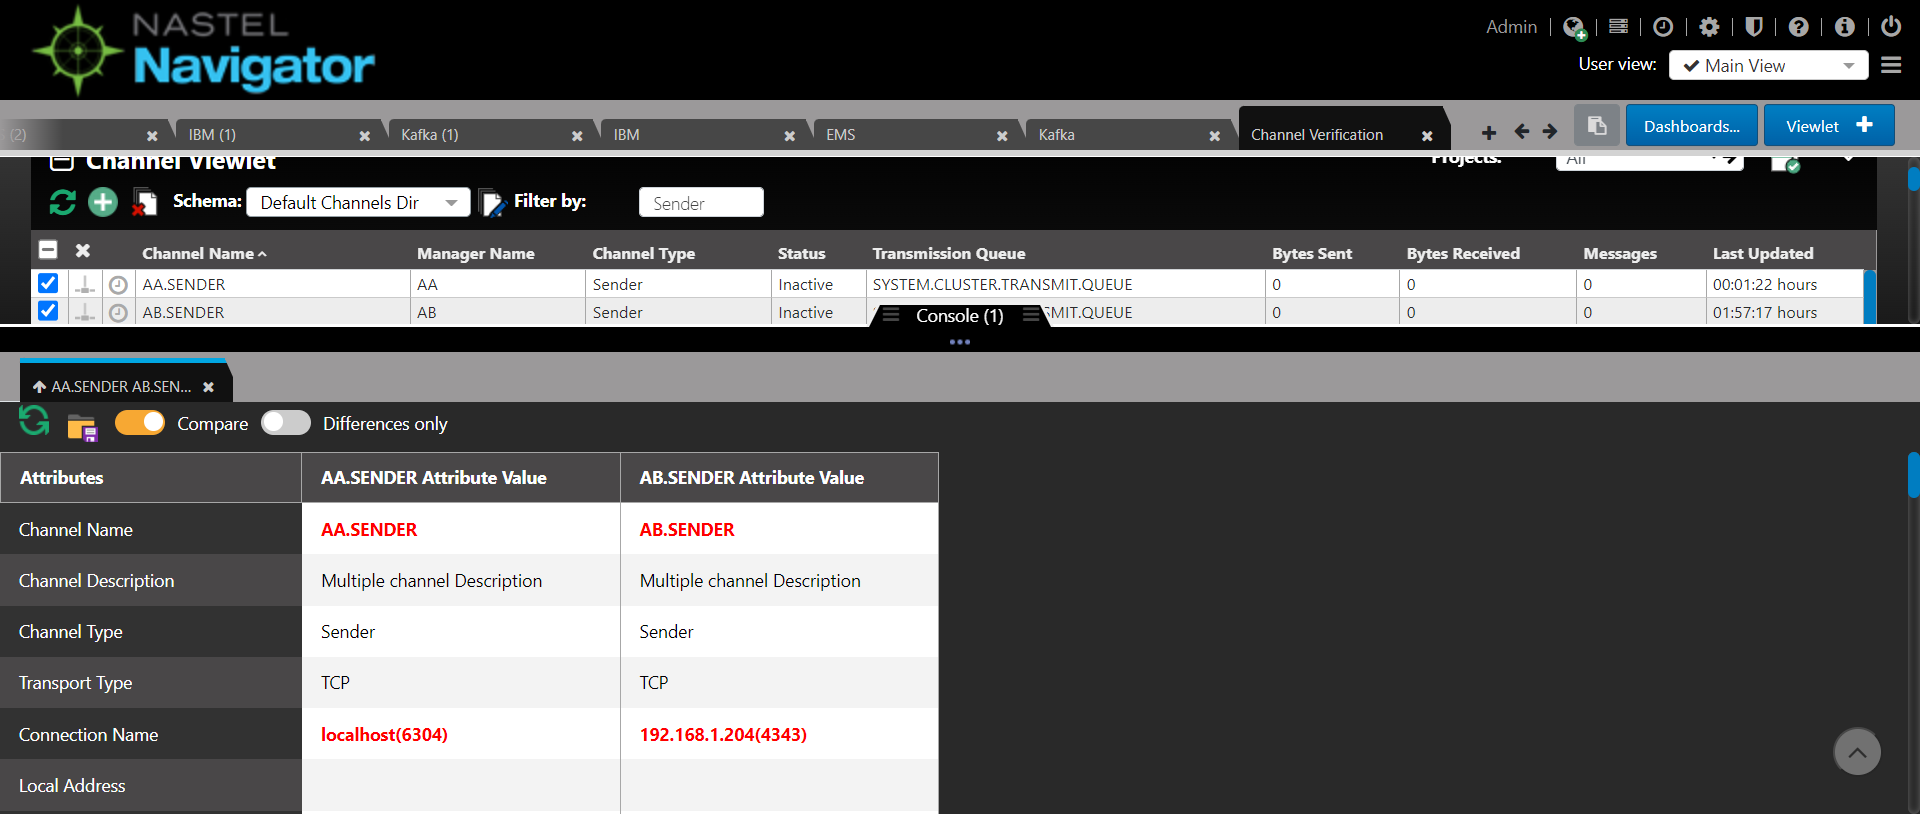 NASTEL
Navigator
Admin
User view: Main View
(2) IBM (1) Kafka (1) IBM EMS Kafka Channel Verification Dashboards... Viewlet
Channel Viewlet Projects: All
Schema: Default Channels Dir Filter by: Sender
Channel Name Manager Name Channel Type Status Transmission Queue Bytes Sent Bytes Received Messages Last Updated
AA.SENDER AA Sender Inactive SYSTEM.CLUSTER.TRANSMIT.QUEUE 0 0 0 00:01:22 hours
AB.SENDER AB Sender Inactive SMIT.QUEUE 0 0 0 01:57:17 hours
Console (1)
AA.SENDER AB.SEN...
Compare Differences only
Attributes AA.SENDER Attribute Value AB.SENDER Attribute Value
Channel Name AA.SENDER AB.SENDER
Channel Description Multiple channel Description Multiple channel Description
Channel Type Sender Sender
Transport Type TCP TCP
Connection Name localhost(6304) 192.168.1.204(4343)
Local Address